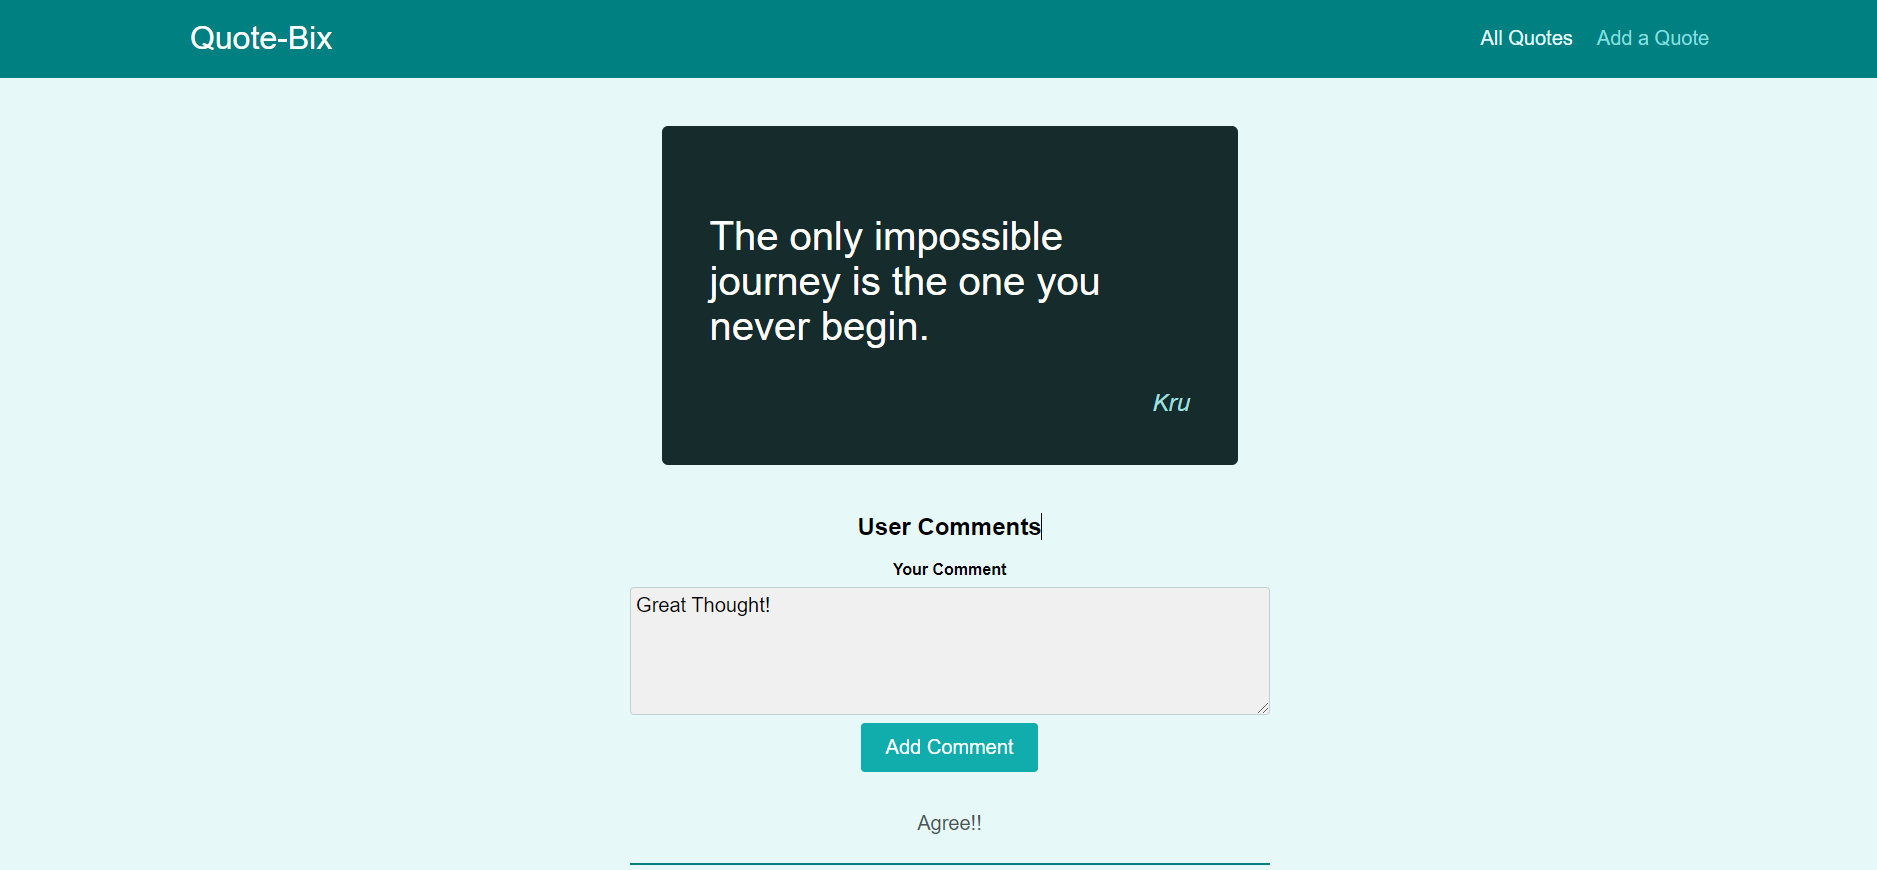 Quote-Bix
All Quotes
Add a Quote
The only impossible
journey is the one you
never begin.
Kru
User Comments
Your Comment
Great Thought!
Add Comment
Agree!!